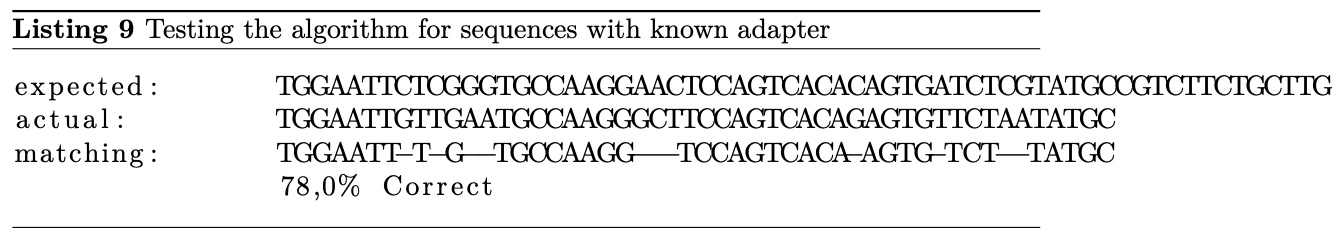 Listing 9 Testing the algorithm for sequences with known adapter
expected: TGGAATTCTCGGGTGCCAAGGAACTCCAGTCACACAGTGATCTCGTATGCCGTCTTCTGCTTG
actual: TGGAATTGTTGAATGCCAAGGGCTTCCAGTCACAGAGTGTTCTAATATGC
matching: TGGAATT-T-G--TGCCAAGG---TCCAGTCACA-AGTG-TCT--TATGC
78,0% Correct